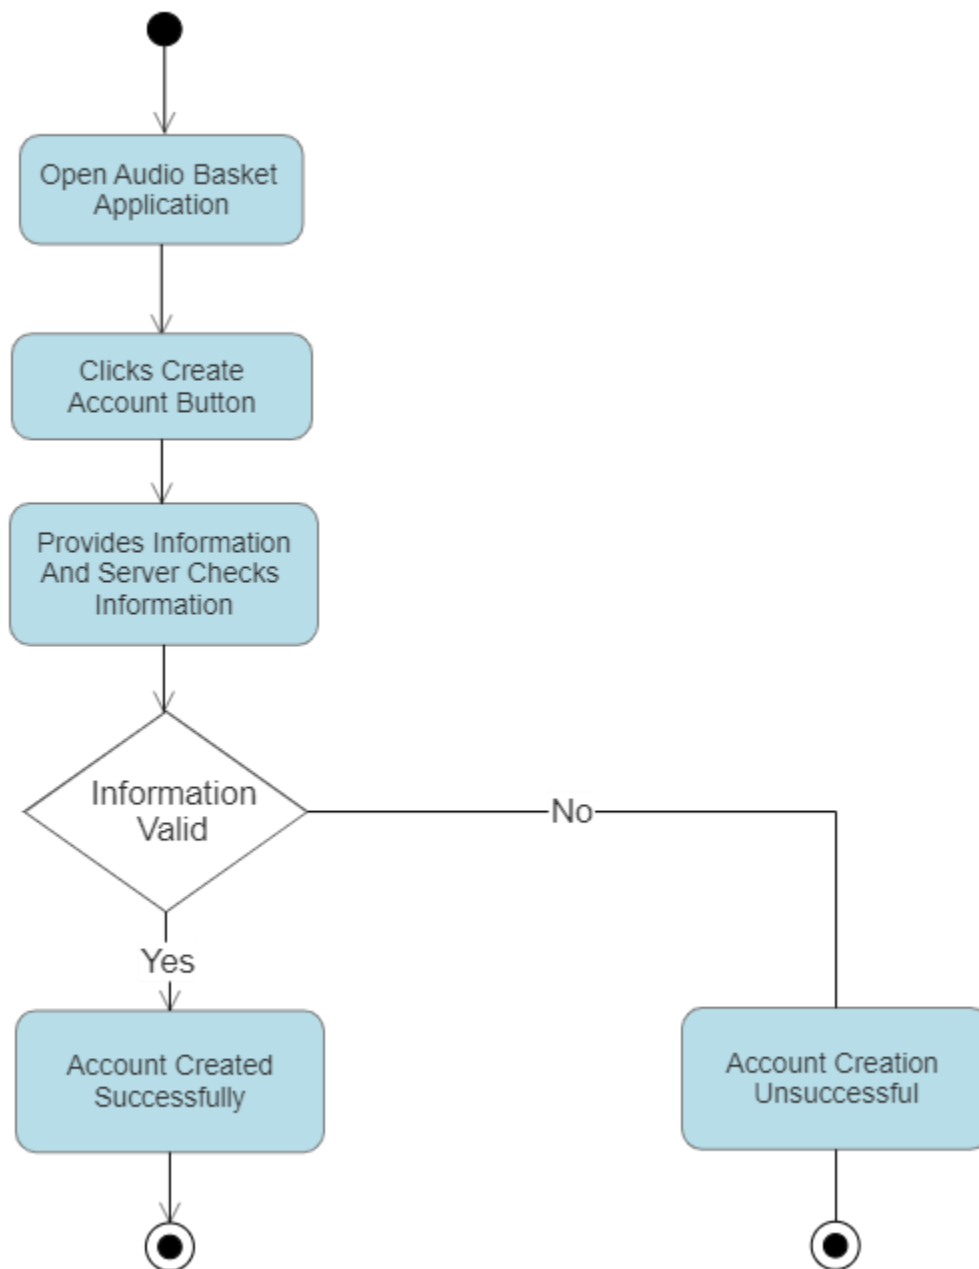 Open Audio Basket
Application
Clicks Create
Account Button
Provides Information
And Server Checks
Information
Information
Valid
No
Yes
Account Created
Successfully
Account Creation
Unsuccessful